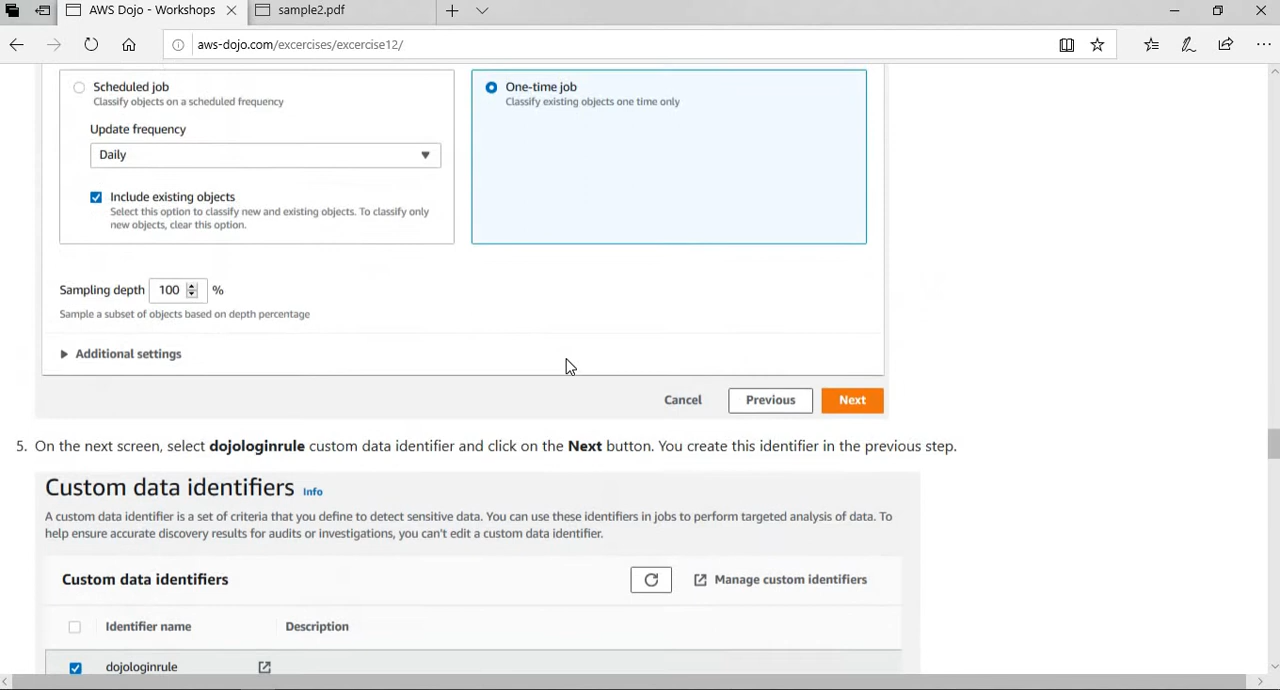 AWS Dojo - Workshops
sample2.pdf
aws-dojo.com/excercises/excercise12/
Scheduled job
Classify objects on a scheduled frequency
Update frequency
Daily
Include existing objects
Select this option to classify new and existing objects. To classify only
new objects, clear this option.
One-time job
Classify existing objects one time only
Sampling depth 100 %
Sample a subset of objects based on depth percentage
Additional settings
Cancel Previous Next
5. On the next screen, select dojologinrule custom data identifier and click on the Next button. You create this identifier in the previous step.
Custom data identifiers Info
A custom data identifier is a set of criteria that you define to detect sensitive data. You can use these identifiers in jobs to perform targeted analysis of data. To
help ensure accurate discovery results for audits or investigations, you can't edit a custom data identifier.
Custom data identifiers Manage custom identifiers
Identifier name Description
dojologinrule